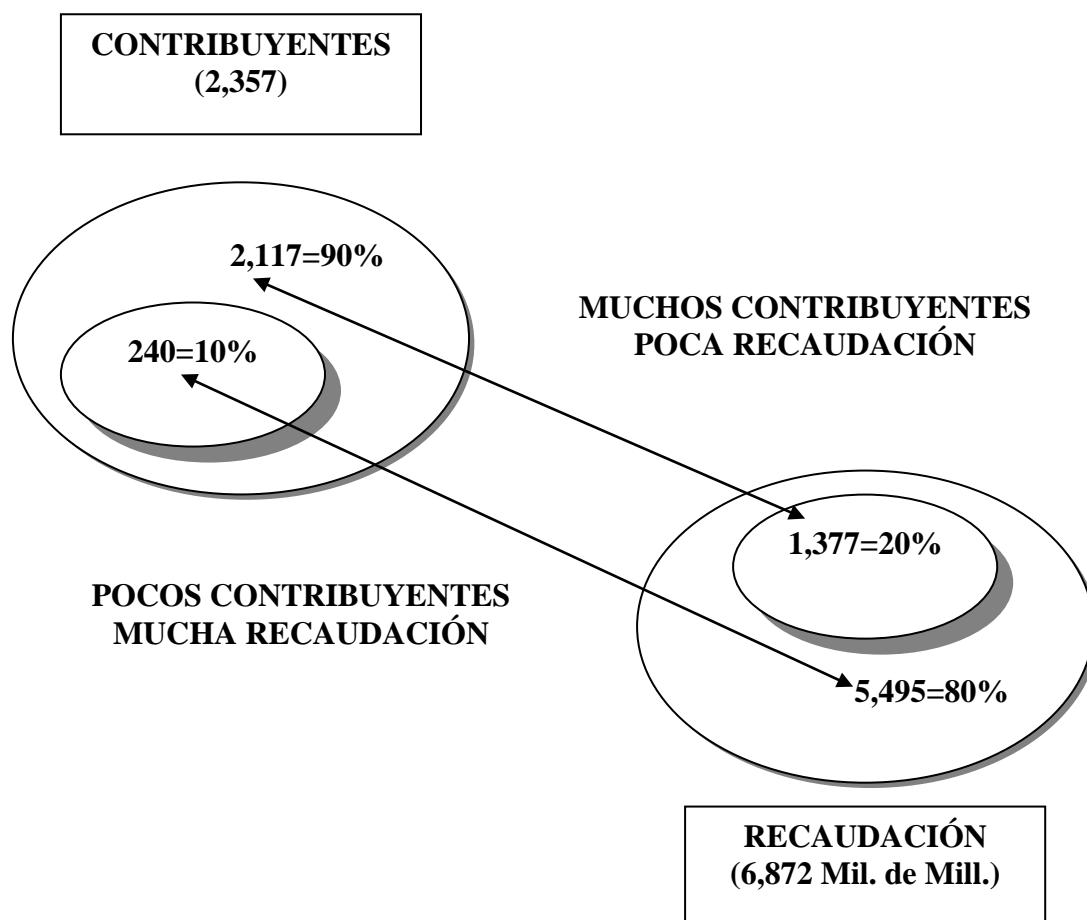 CONTRIBUYENTES
(2,357)
2,117=90%
240=10%
MUCHOS CONTRIBUYENTES
POCA RECAUDACIÓN
1,377=20%
POCOS CONTRIBUYENTES
MUCHA RECAUDACIÓN
5,495=80%
RECAUDACIÓN
(6,872 Mil. de Mill.)